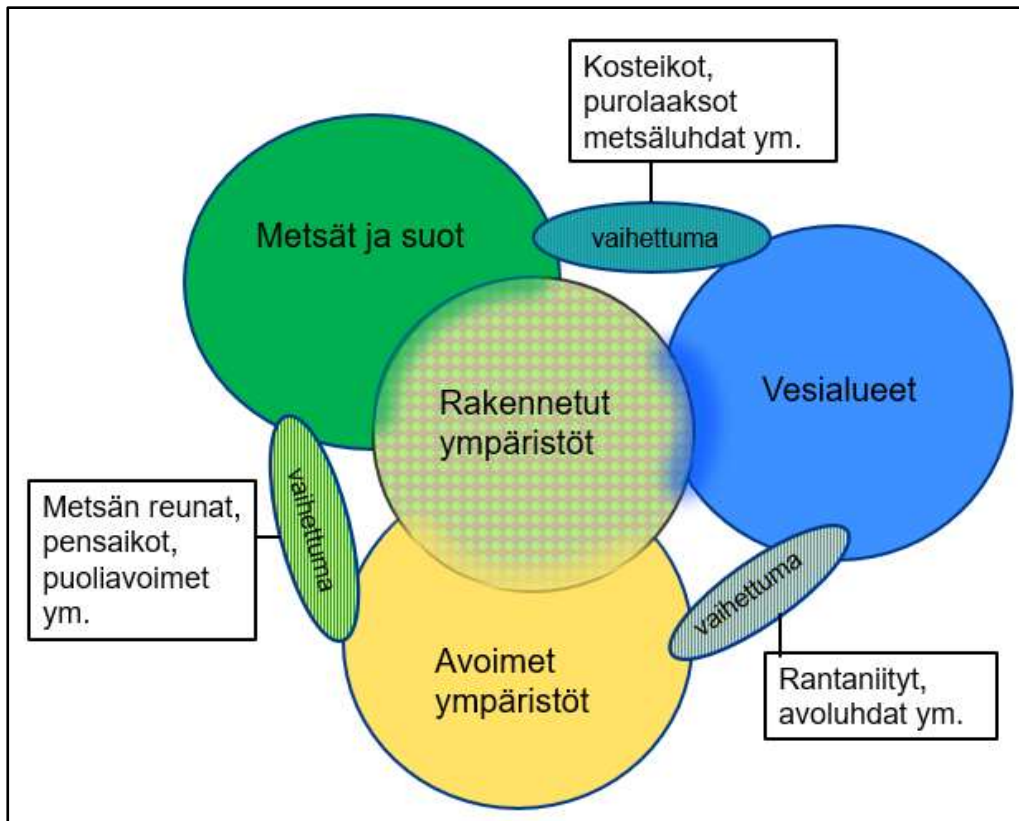 Kosteikot,
purolaaksot
metsäluhdat ym.
Metsät ja suot
vaihettuma
Vesialueet
Rakennetut
ympäristöt
Metsän reunat,
pensaikot,
puoliavoimet
ym.
vaihettuma
vaihettuma
Avoimet
ympäristöt
Rantaniityt,
avoluhdat ym.